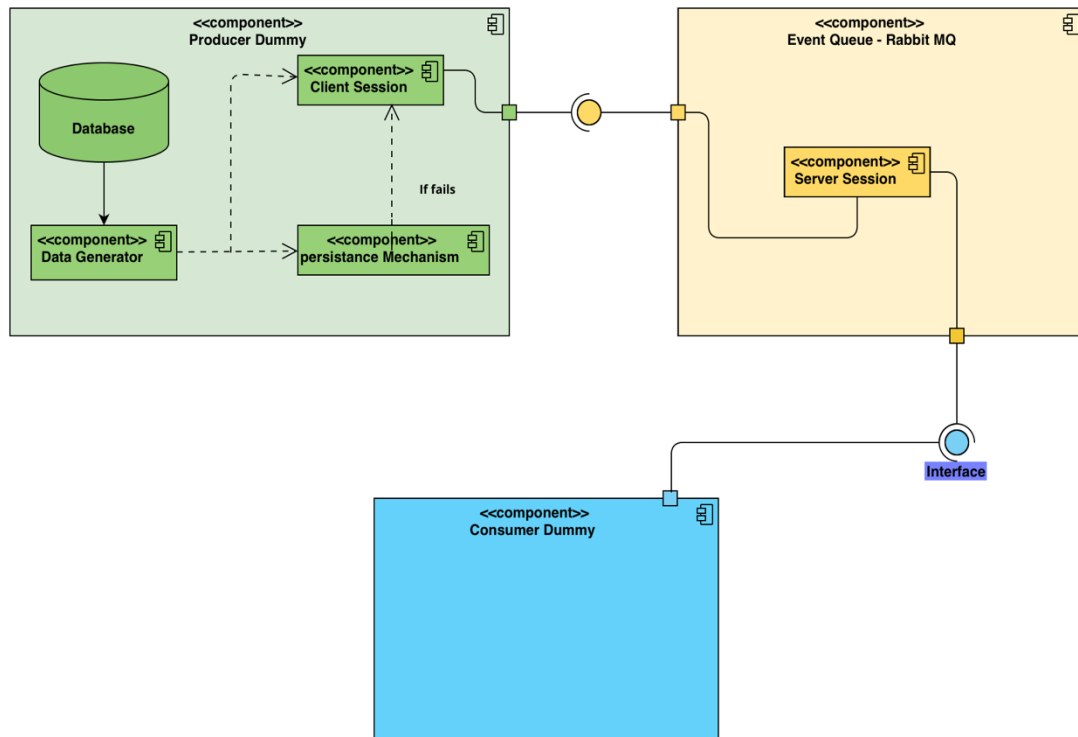 <<component>>
Producer Dummy
<<component>>
Client Session
Database
If fails
<<component>>
Data Generator
<<component>>
persistance Mechanism
<<component>>
Event Queue - Rabbit MQ
<<component>>
Server Session
Interface
<<component>>
Consumer Dummy